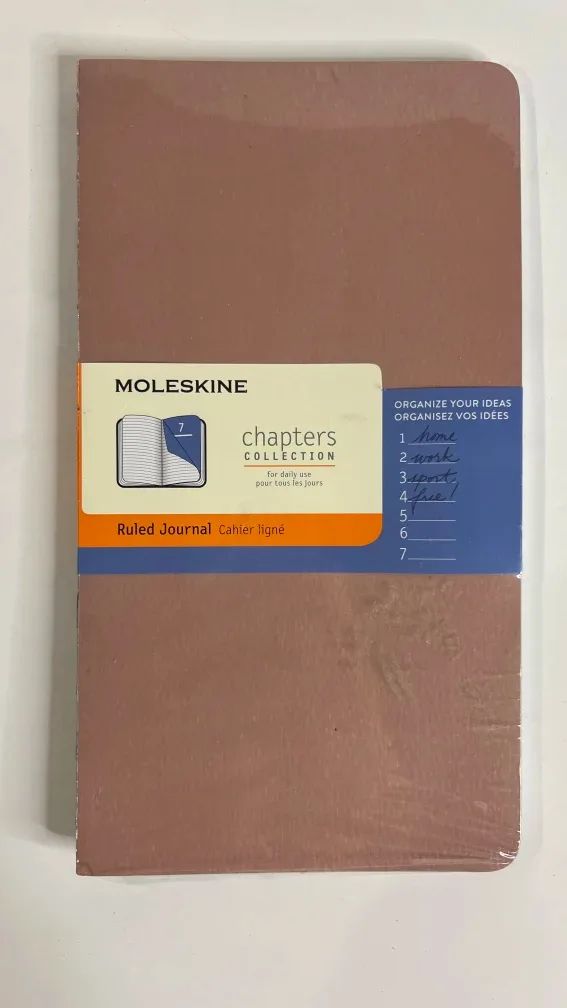 MOLESKINE
7
chapters
COLLECTION
for daily use
pour tous les jours
Ruled Journal Cahier ligné
ORGANIZE YOUR IDEAS
ORGANISEZ VOS IDÉES
1 home
2 work
3 sport,
4 free!
5
6
7